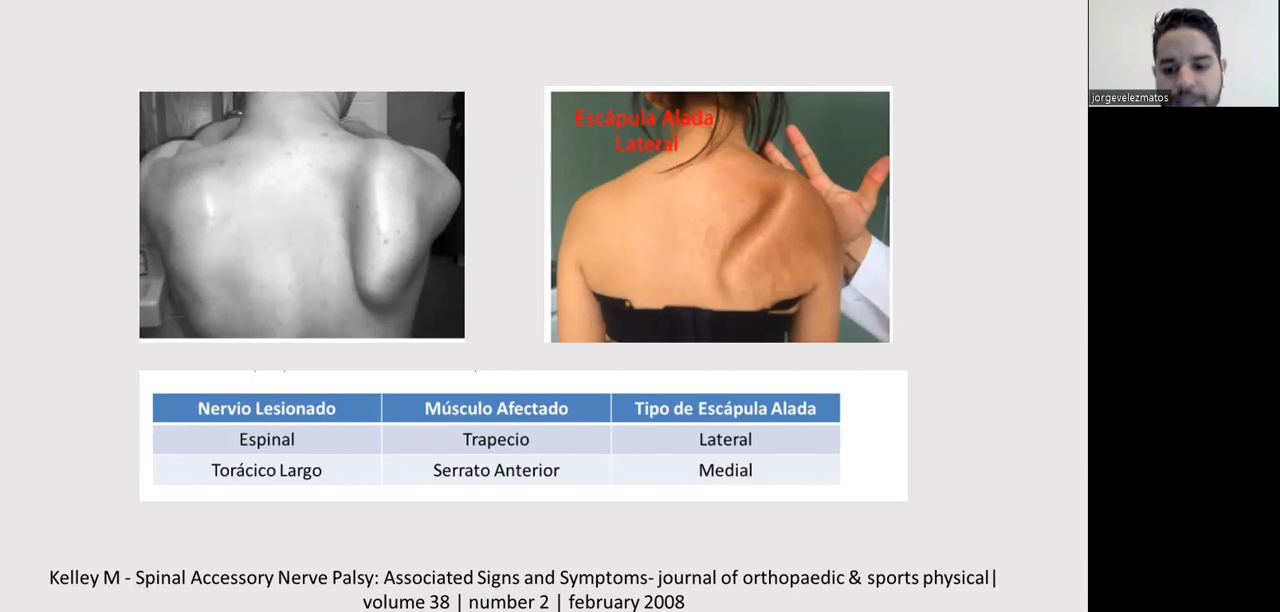 jorgevelezmatos
Escápula Alada
Lateral
Nervio Lesionado Músculo Afectado Tipo de Escápula Alada
Espinal Trapecio Lateral
Torácico Largo Serrato Anterior Medial
Kelley M - Spinal Accessory Nerve Palsy: Associated Signs and Symptoms- journal of orthopaedic & sports physical|
volume 38 | number 2 | february 2008